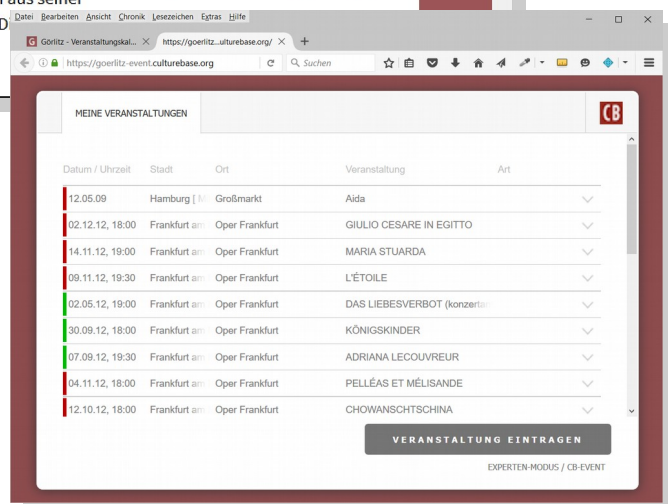 aus seiner
Datei Bearbeiten Ansicht Chronik Lesezeichen Extras Hilfe
G Görlitz - Veranstaltungskal... https://goerlitz...ulturebase.org/
https://goerlitz-event.culturebase.org Suchen
MEINE VERANSTALTUNGEN CB
Datum / Uhrzeit Stadt Ort Veranstaltung Art
12.05.09 Hamburg [ M Großmarkt Aida
02.12.12, 18:00 Frankfurt am Oper Frankfurt GIULIO CESARE IN EGITTO
14.11.12, 19:00 Frankfurt am Oper Frankfurt MARIA STUARDA
09.11.12, 19:30 Frankfurt am Oper Frankfurt L'ÉTOILE
02.05.12, 19:00 Frankfurt am Oper Frankfurt DAS LIEBESVERBOT (konzerta
30.09.12, 18:00 Frankfurt am Oper Frankfurt KÖNIGSKINDER
07.09.12, 19:30 Frankfurt am Oper Frankfurt ADRIANA LECOUVREUR
04.11.12, 18:00 Frankfurt am Oper Frankfurt PELLÉAS ET MÉLISANDE
12.10.12, 18:00 Frankfurt am Oper Frankfurt CHOWANSCHTSCHINA
VERANSTALTUNG EINTRAGEN
EXPERTEN-MODUS / CB-EVENT